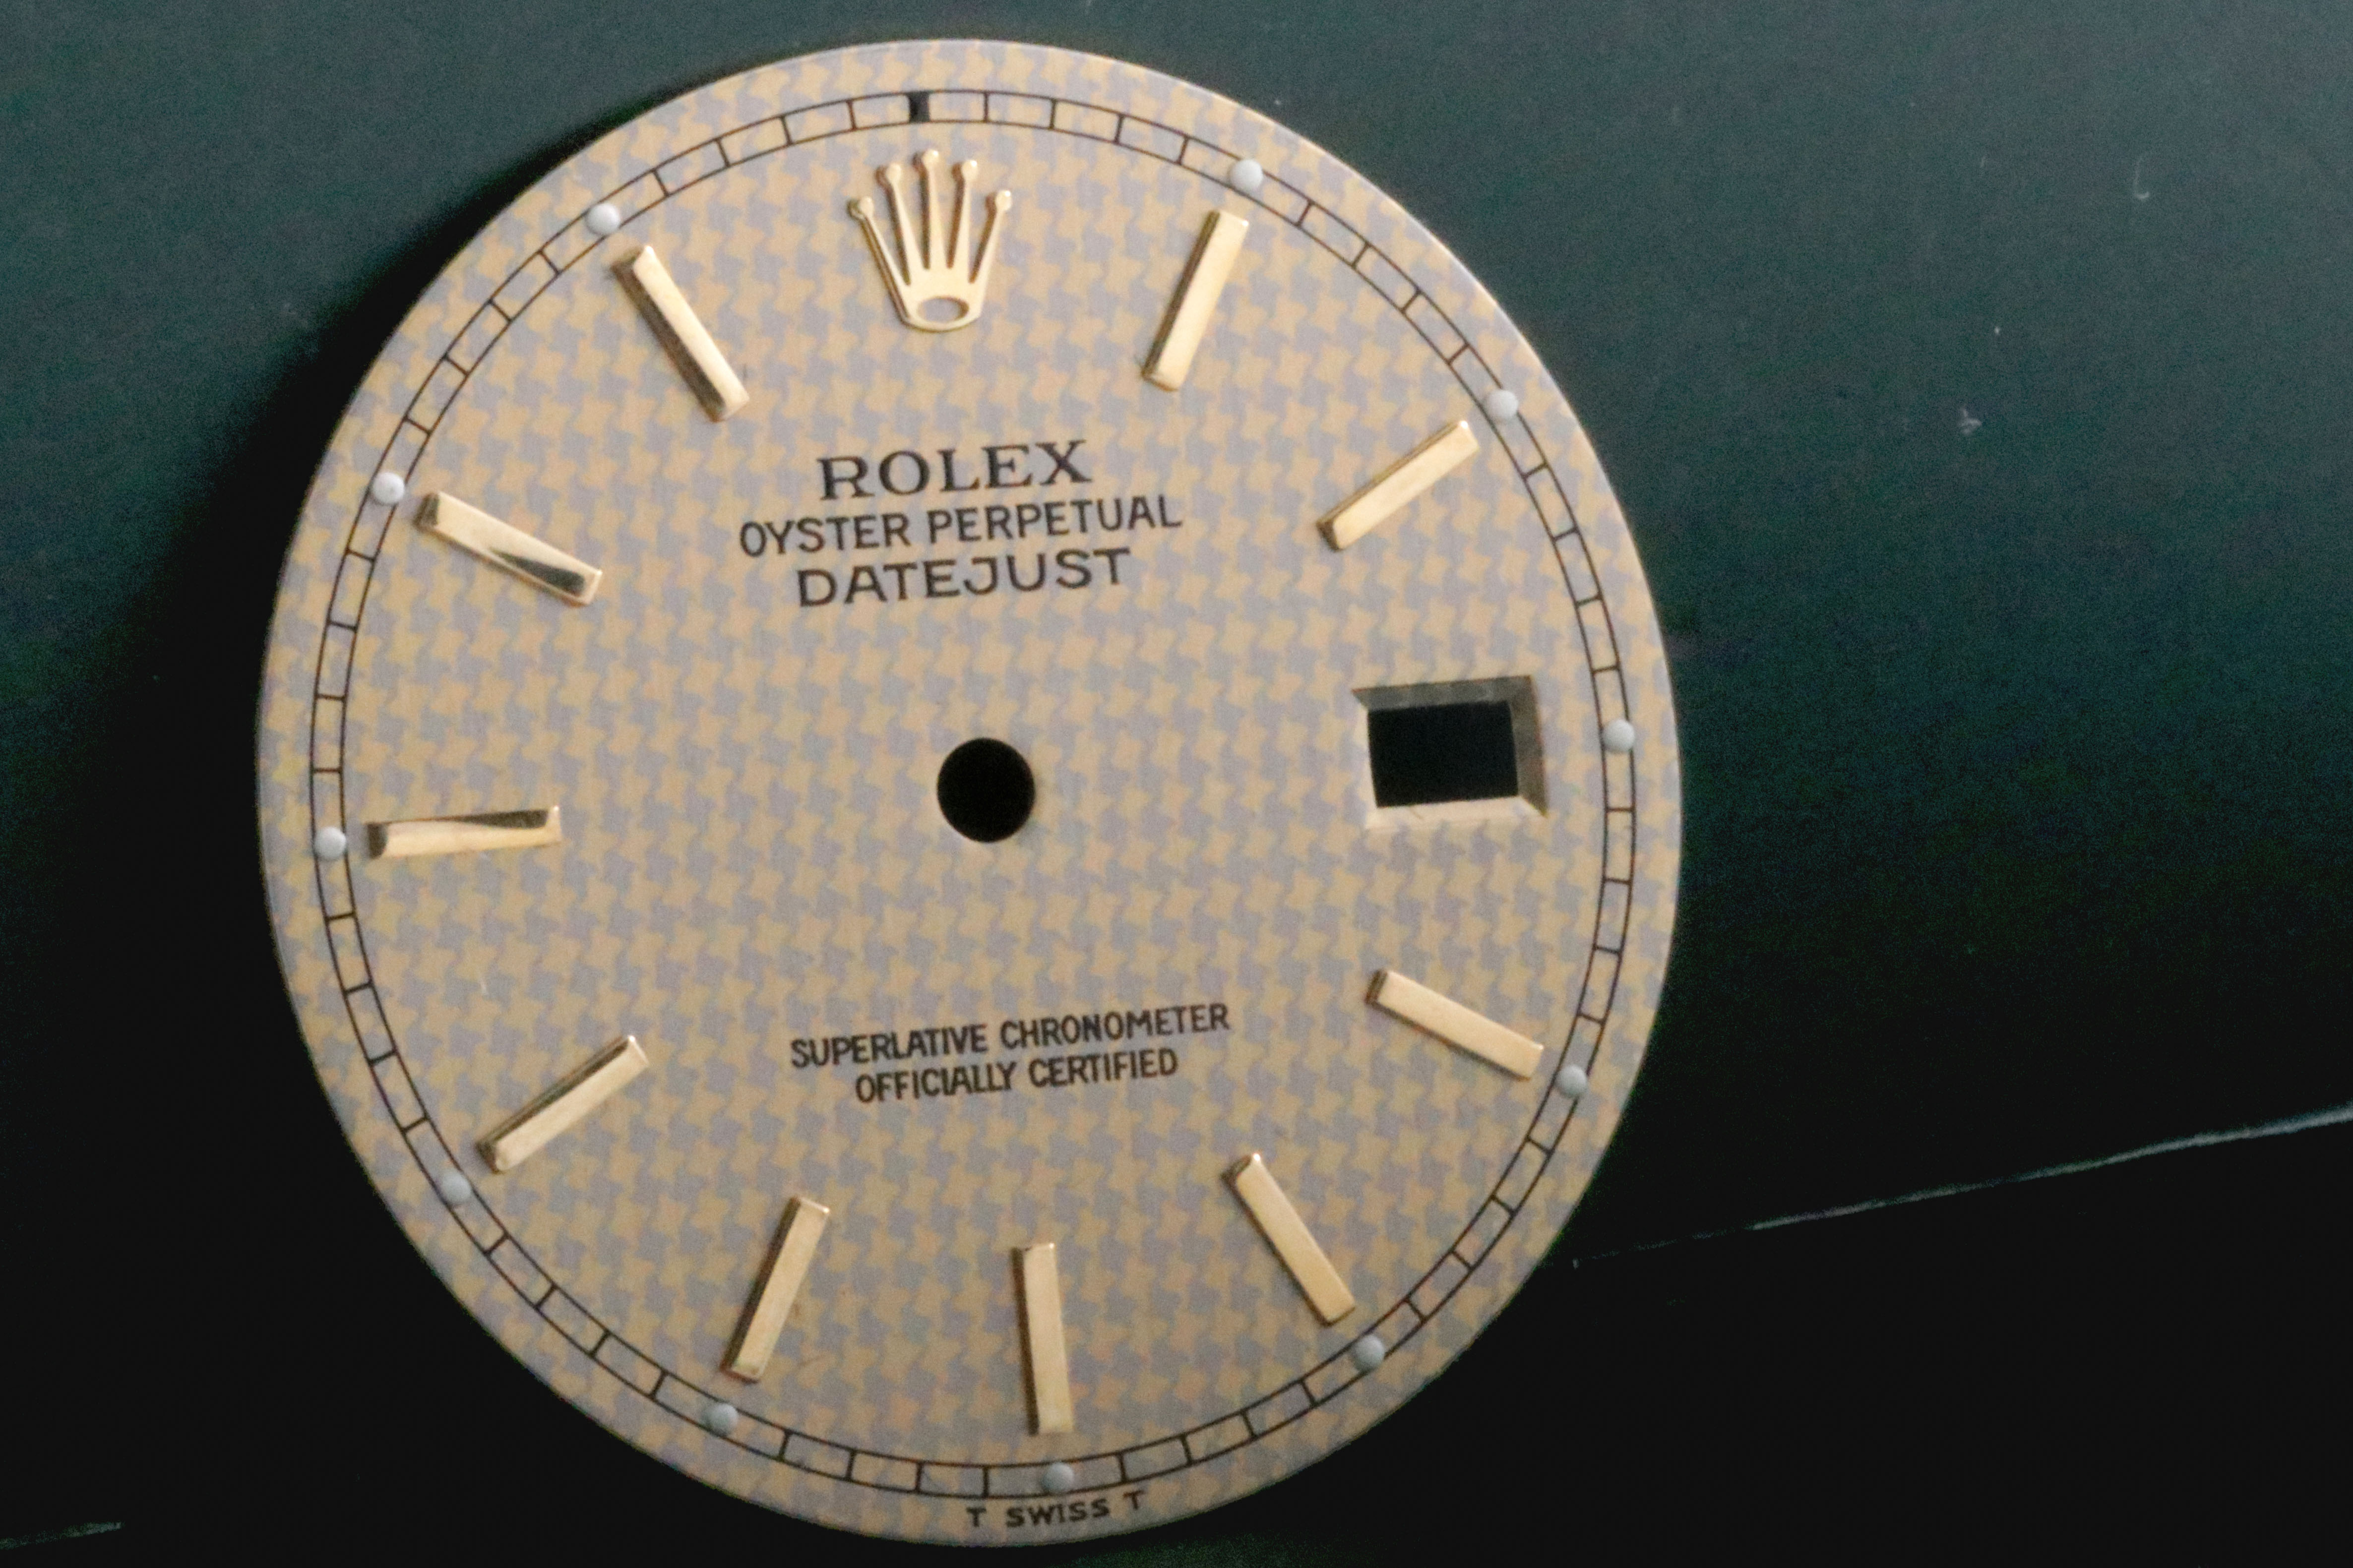 ROLEX
OYSTER PERPETUAL
DATEJUST
SUPERLATIVE CHRONOMETER
OFFICIALLY CERTIFIED
T SWISS T